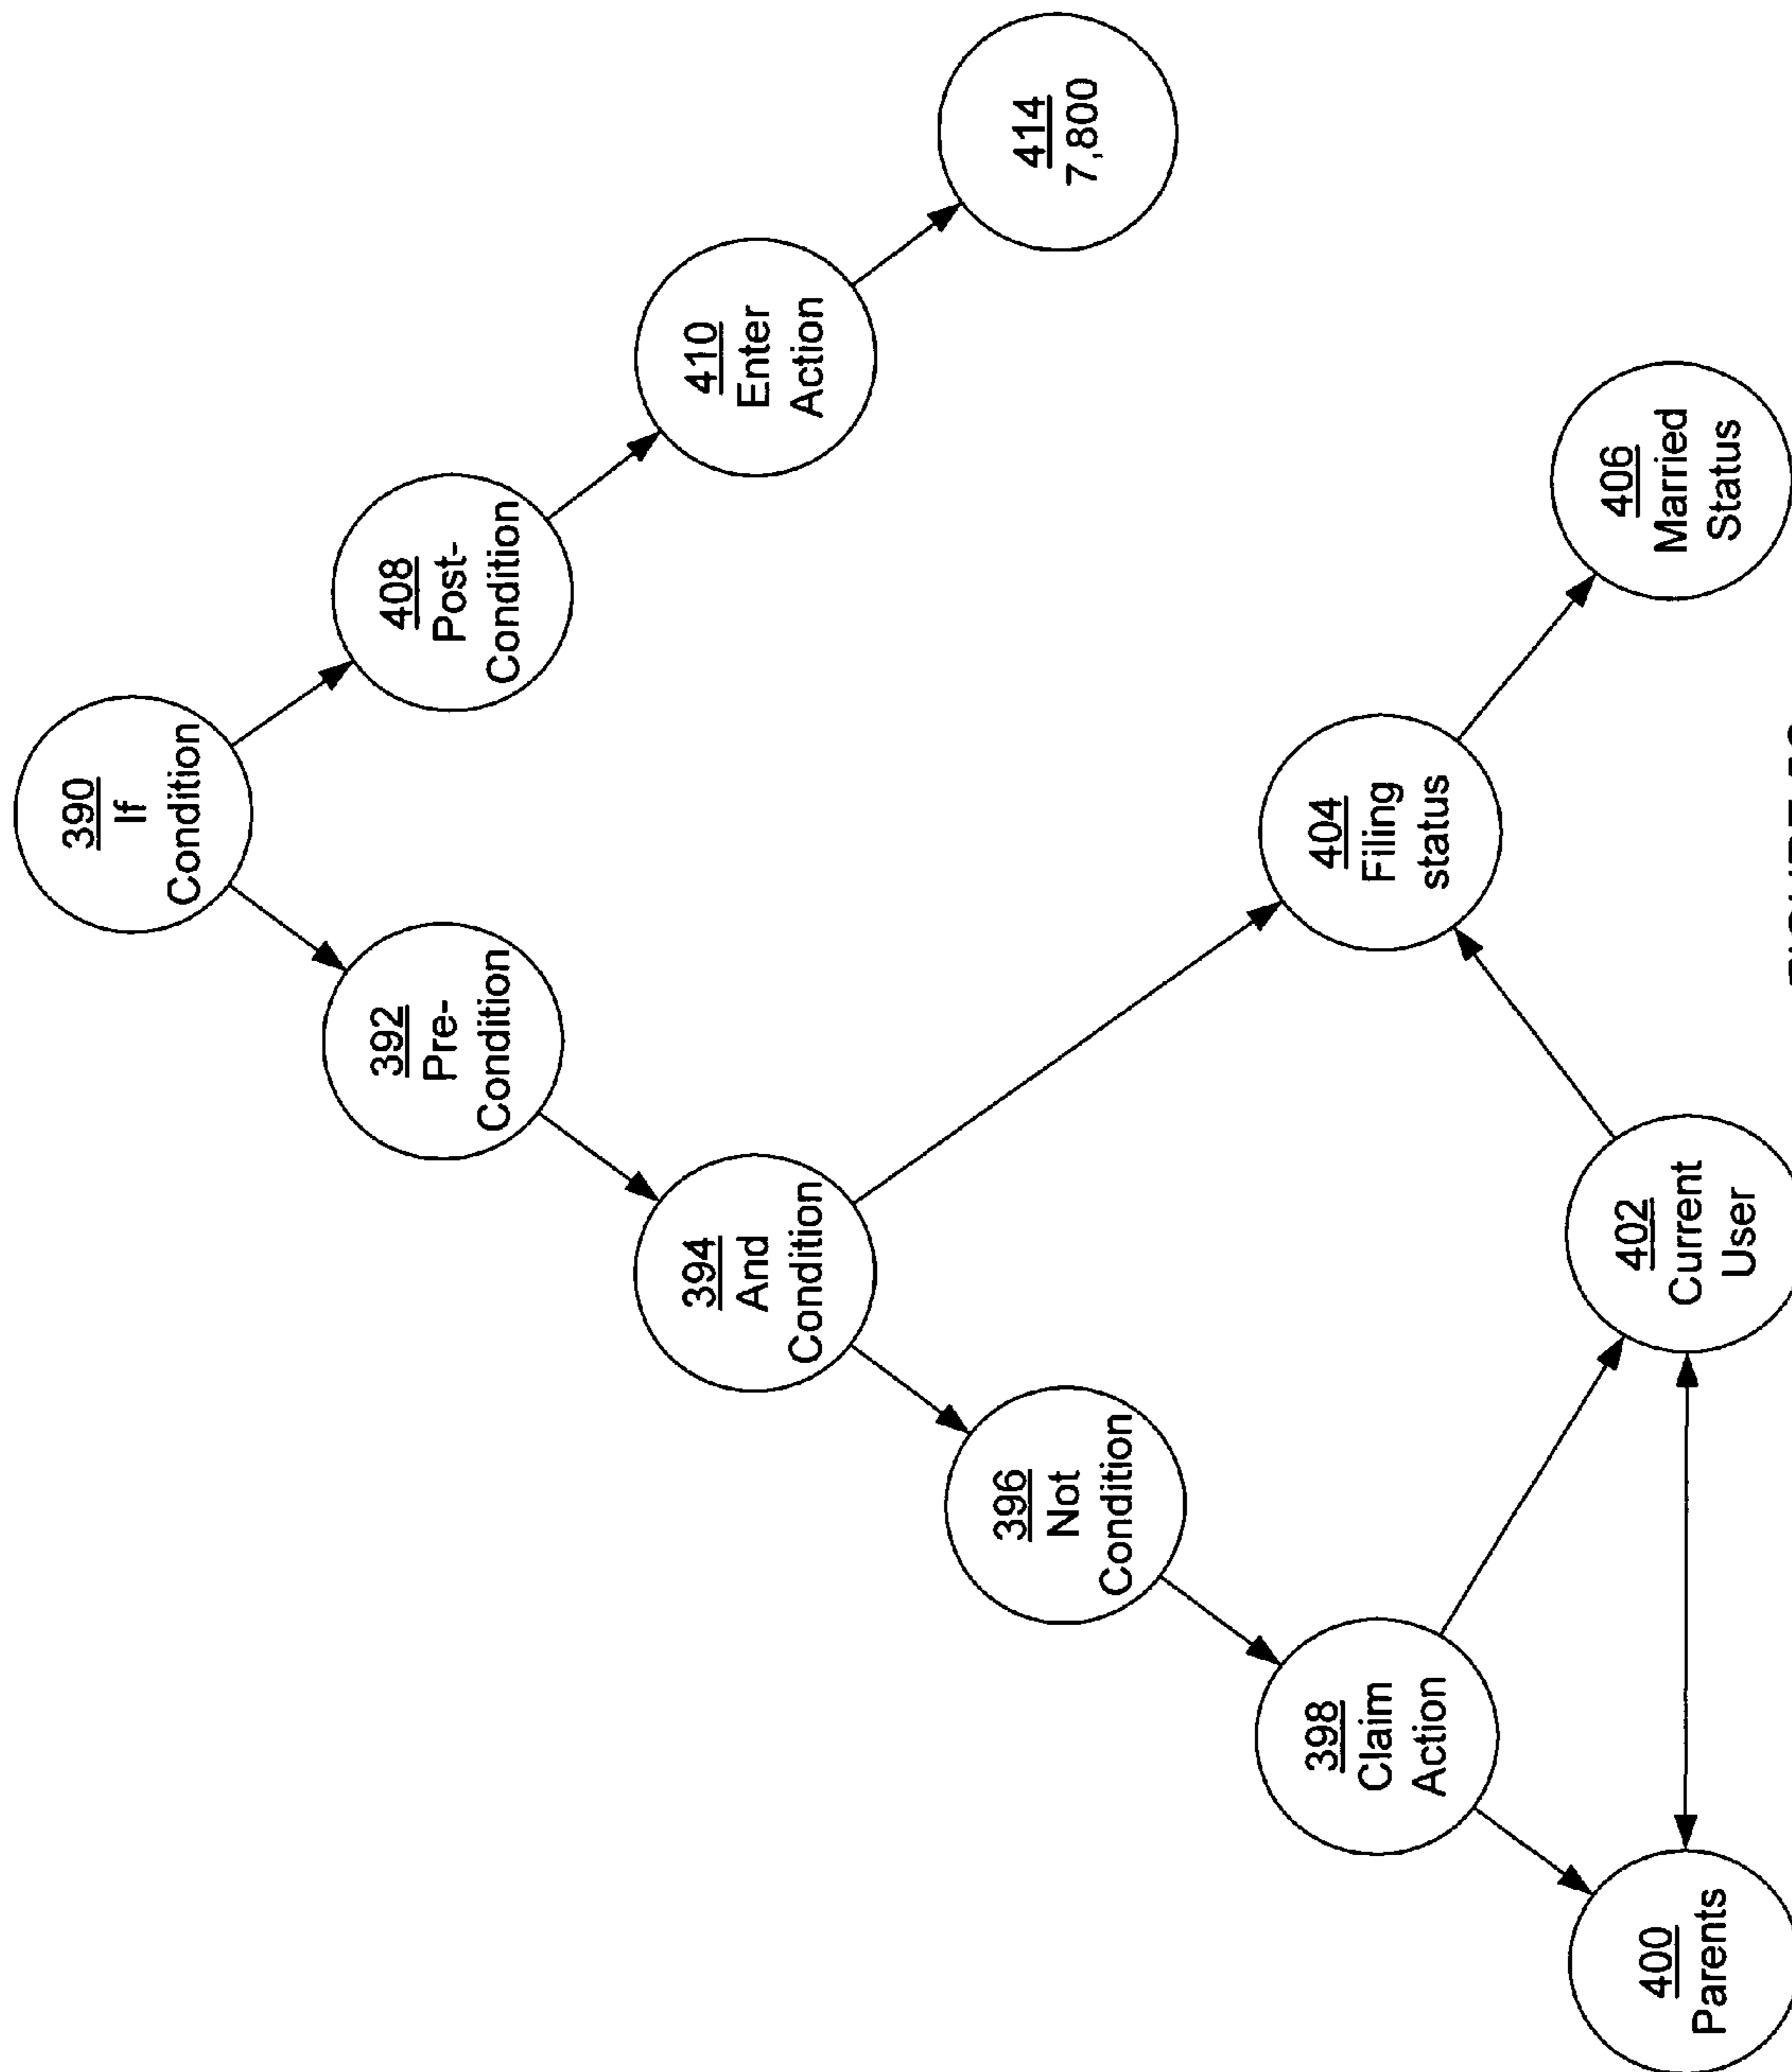 390
If
Condition
392
Pre-
Condition
408
Post-
Condition
394
And
Condition
410
Enter
Action
396
Not
Condition
414
7,800
398
Claim
Action
404
Filing
status
400
Parents
402
Current
User
406
Married
Status
FIGURE